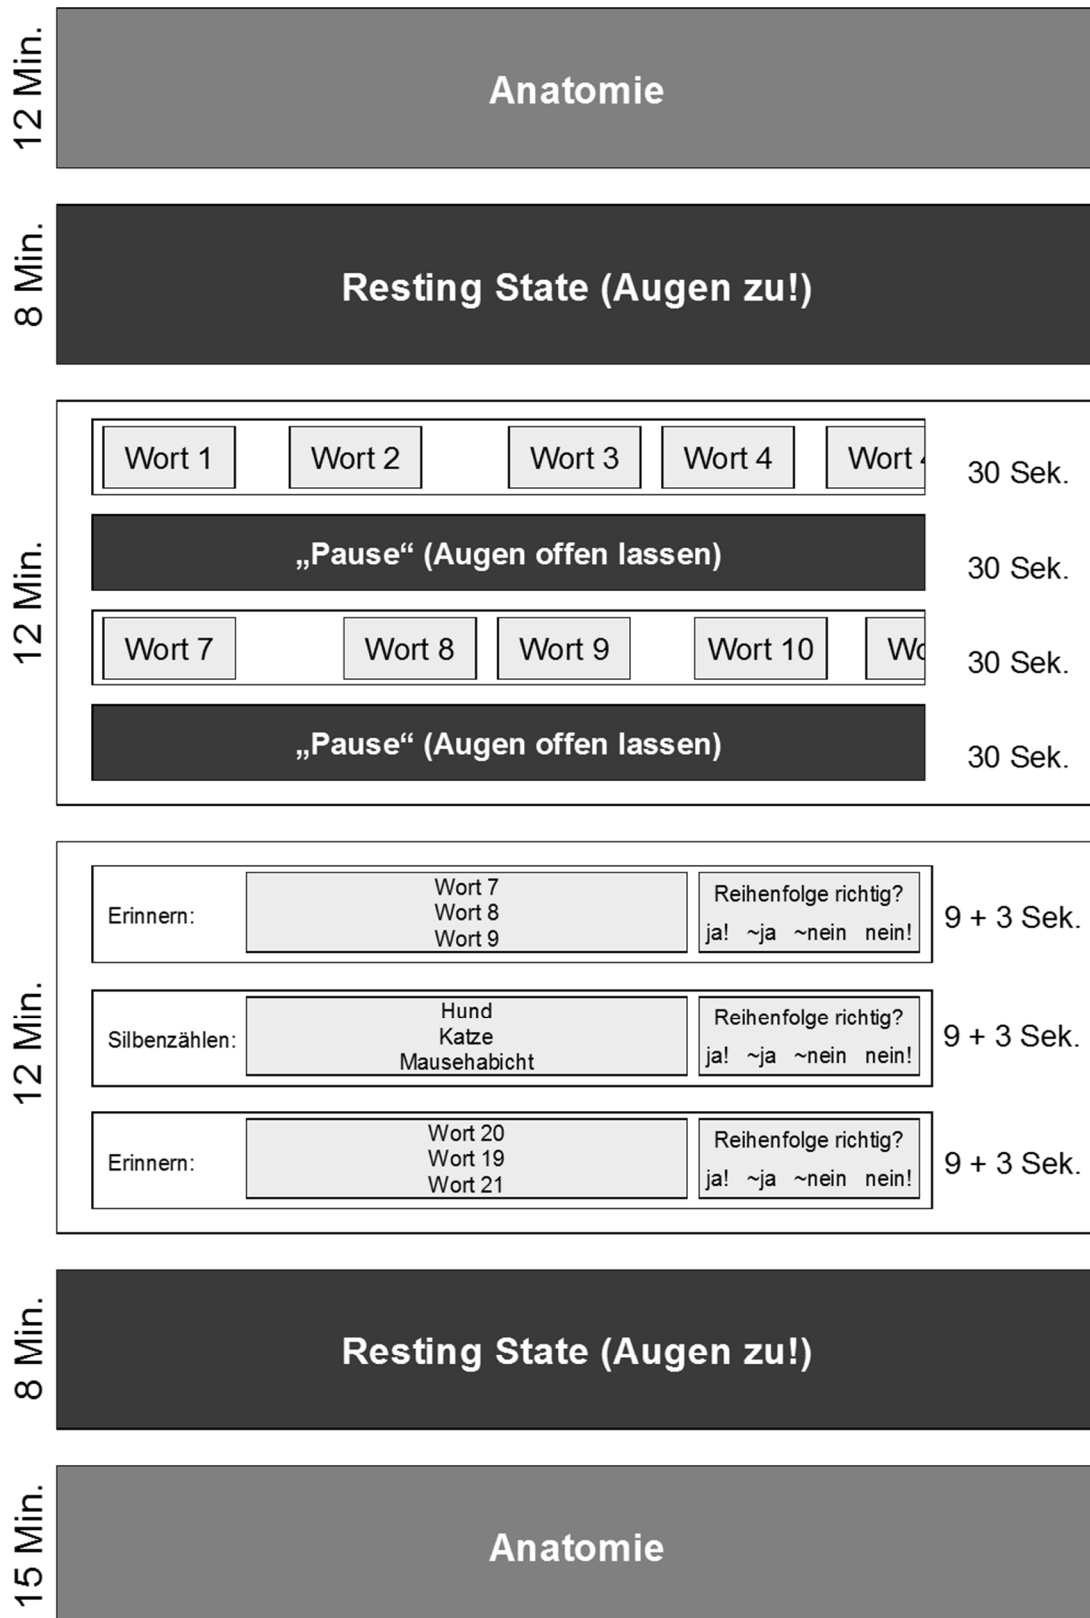 12 Min.
Anatomie
8 Min.
Resting State (Augen zu!)
12 Min.
Wort 1 Wort 2 Wort 3 Wort 4 Wort 4 30 Sek.
„Pause“ (Augen offen lassen) 30 Sek.
Wort 7 Wort 8 Wort 9 Wort 10 Wo 30 Sek.
„Pause“ (Augen offen lassen) 30 Sek.
12 Min.
Erinnern:
Wort 7
Wort 8
Wort 9
Reihenfolge richtig?
ja! ~ja ~nein nein!
9 + 3 Sek.
Silbenzählen:
Hund
Katze
Mausehabicht
Reihenfolge richtig?
ja! ~ja ~nein nein!
9 + 3 Sek.
Erinnern:
Wort 20
Wort 19
Wort 21
Reihenfolge richtig?
ja! ~ja ~nein nein!
9 + 3 Sek.
8 Min.
Resting State (Augen zu!)
15 Min.
Anatomie